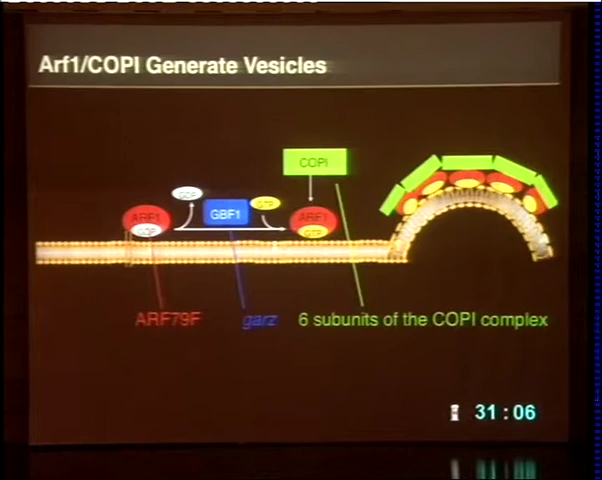 Arf1/COPI Generate Vesicles
COPI
GDP
GBF1
GTP
ARF1
GDP
ARF1
GTP
ARF79F
garz
6 subunits of the COPI complex
31:06